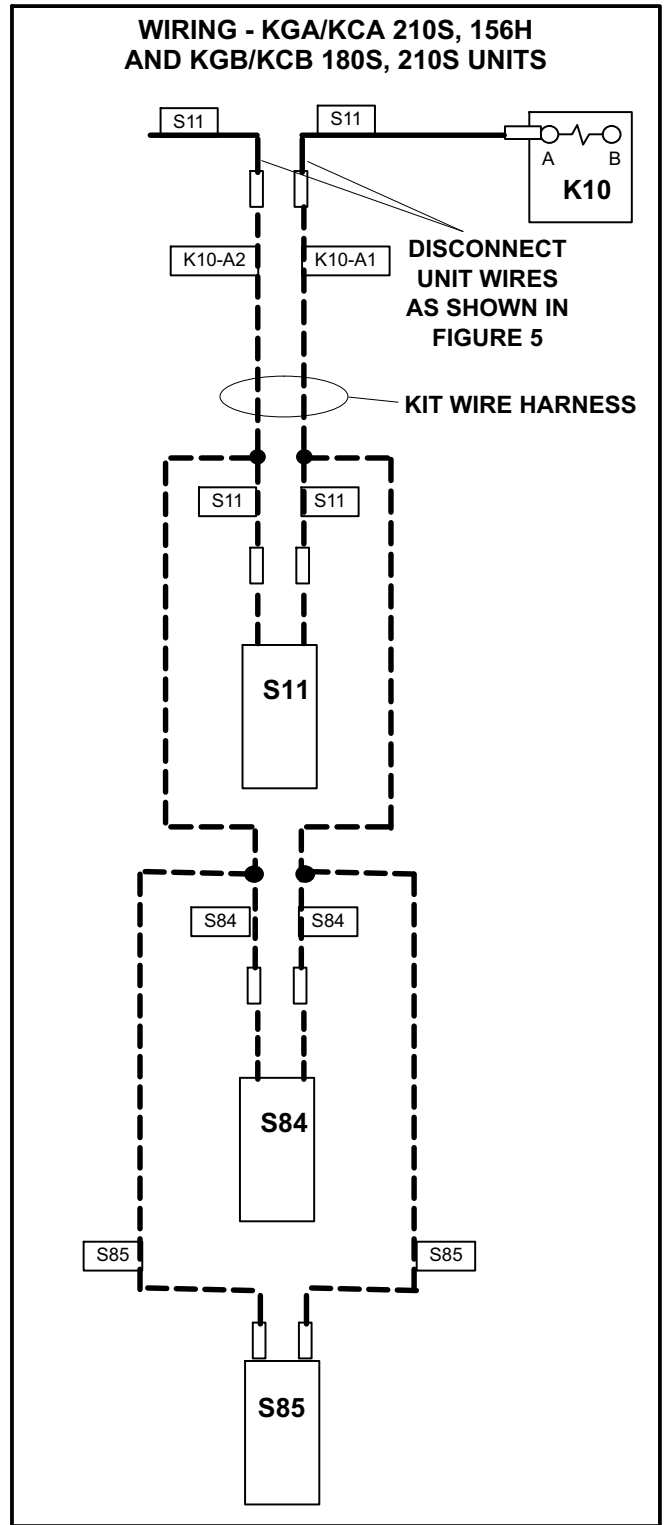 WIRING - KGA/KCA 210S, 156H
AND KGB/KCB 180S, 210S UNITS
S11
S11
A
B
K10
K10-A2
K10-A1
DISCONNECT
UNIT WIRES
AS SHOWN IN
FIGURE 5
KIT WIRE HARNESS
S11
S11
S11
S84
S84
S84
S85
S85
S85